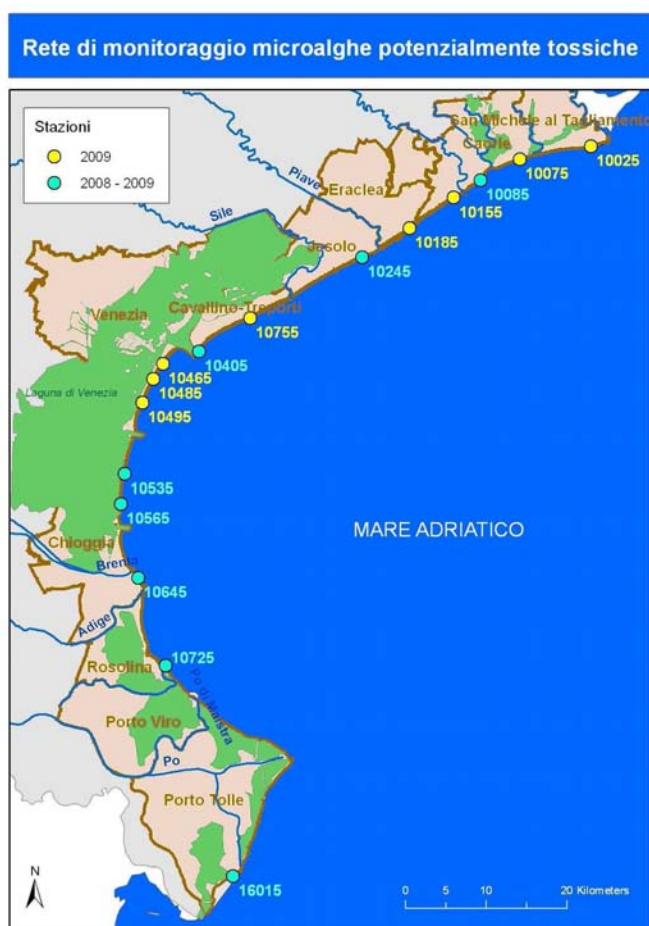 Rete di monitoraggio microalghe potenzialmente tossiche
Stazioni
2009
2008 - 2009
San Michele al Tagliamento
Caorle
10025
10075
10085
Piave
Eraclea
10155
Sile
10185
Jesolo
10245
Cavallino-Treporti
Venezia
10755
10405
10465
10485
Laguna di Venezia
10495
10535
10565
MARE ADRIATICO
Chioggia
Brenta
10645
Adige
Rosolina
10725
Po di Maistra
Porto Viro
Po
Porto Tolle
16015
N
0 5 10 20 Kilometers